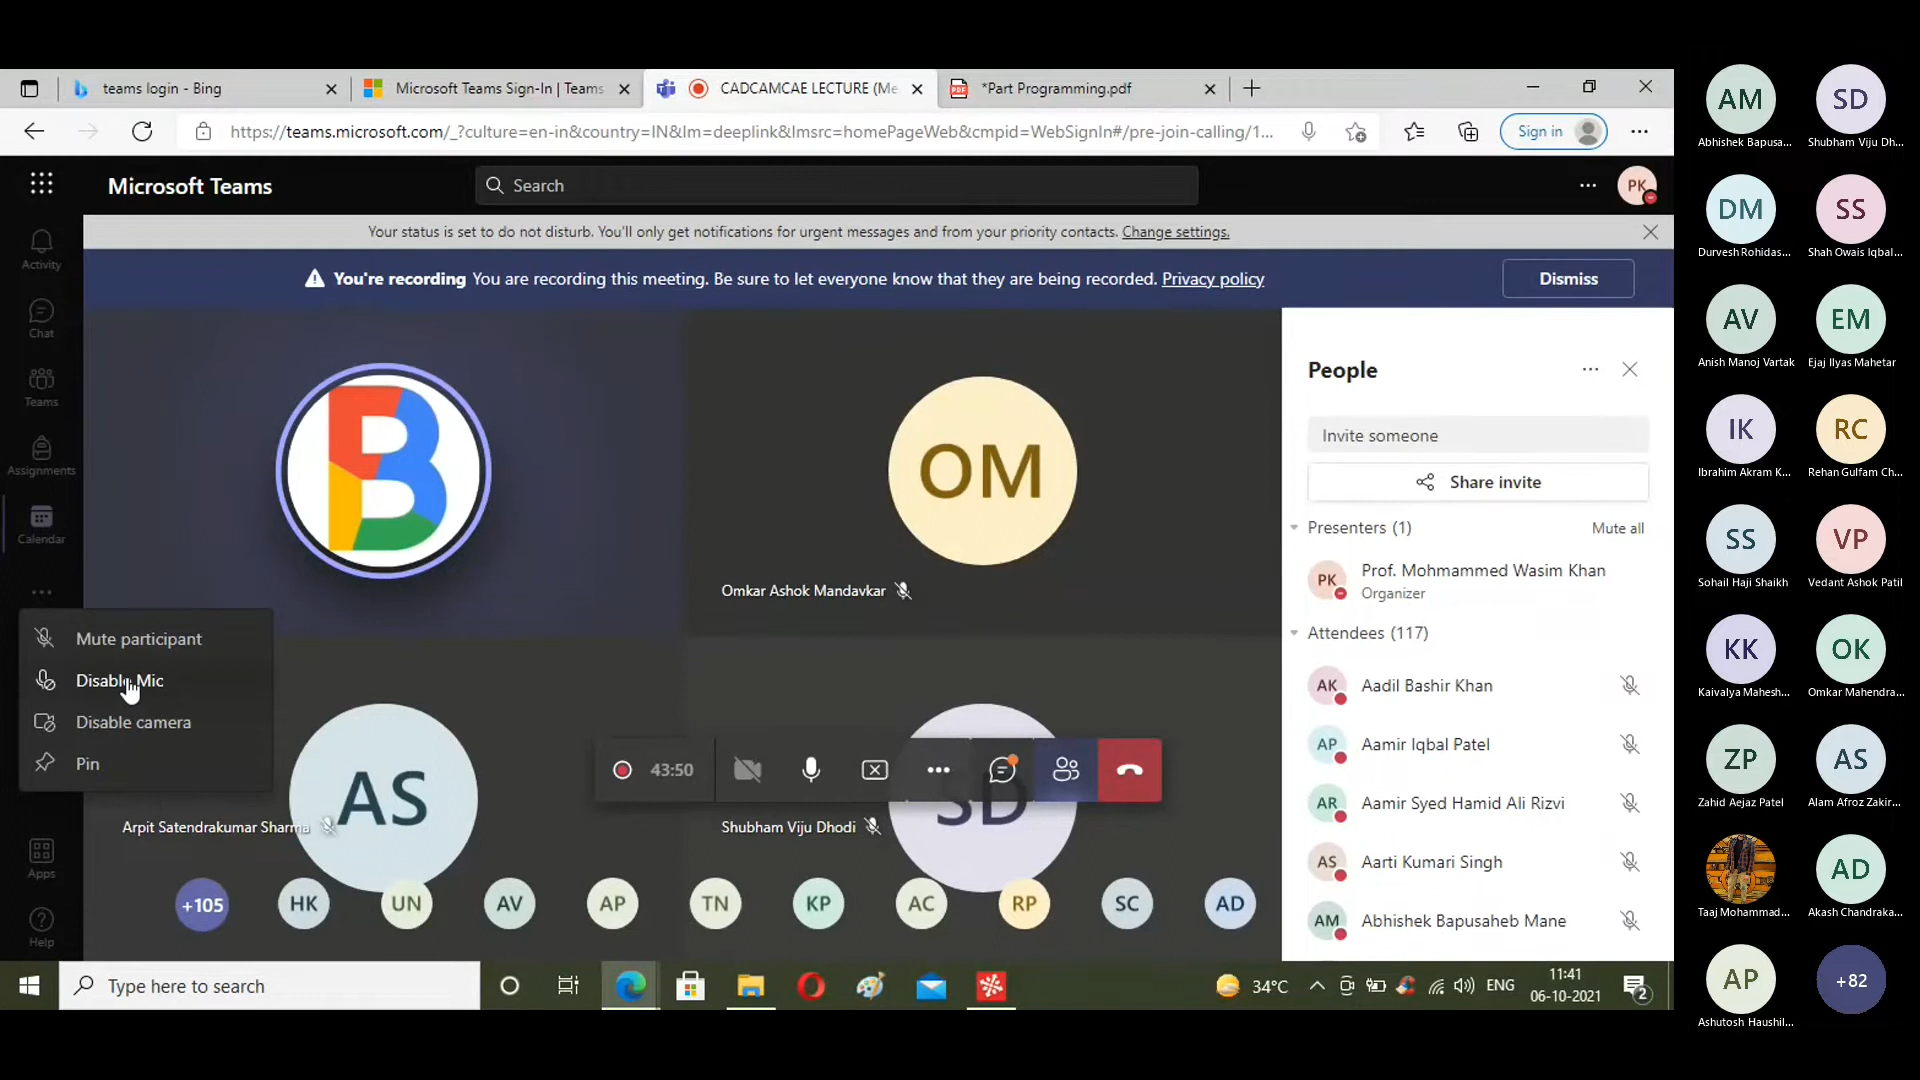 teams login - Bing
Microsoft Teams Sign-In | Teams
CADCAMCAE LECTURE (Me
*Part Programming.pdf
https://teams.microsoft.com/_?culture=en-in&country=IN&lm=deeplink&lmsrc=homePageWeb&cmpid=WebSignIn#/pre-join-calling/1...
Sign in
Microsoft Teams
Search
PK
Your status is set to do not disturb. You'll only get notifications for urgent messages and from your priority contacts. Change settings.
You're recording You are recording this meeting. Be sure to let everyone know that they are being recorded. Privacy policy
Dismiss
Activity
Chat
Teams
Assignments
Calendar
Apps
Help
Mute participant
Disable Mic
Disable camera
Pin
B
OM
Omkar Ashok Mandavkar
AS
Arpit Satendrakumar Sharma
SD
Shubham Viju Dhodi
43:50
+105
HK
UN
AV
AP
TN
KP
AC
RP
SC
AD
People
Invite someone
Share invite
Presenters (1)
Mute all
PK
Prof. Mohmammed Wasim Khan
Organizer
Attendees (117)
AK
Aadil Bashir Khan
AP
Aamir Iqbal Patel
AR
Aamir Syed Hamid Ali Rizvi
AS
Aarti Kumari Singh
AM
Abhishek Bapusaheb Mane
Type here to search
34°C
ENG
11:41
06-10-2021
2
AM
SD
Abhishek Bapusa...
Shubham Viju Dh...
DM
SS
Durvesh Rohidas...
Shah Owais Iqbal...
AV
EM
Anish Manoj Vartak
Ejaj Ilyas Mahetar
IK
RC
Ibrahim Akram K...
Rehan Gulfam Ch...
SS
VP
Sohail Haji Shaikh
Vedant Ashok Patil
KK
OK
Kaivalya Mahesh...
Omkar Mahendra...
ZP
AS
Zahid Aejaz Patel
Alam Afroz Zakir...
AD
Taaj Mohammad...
Akash Chandraka...
AP
+82
Ashutosh Haushil...